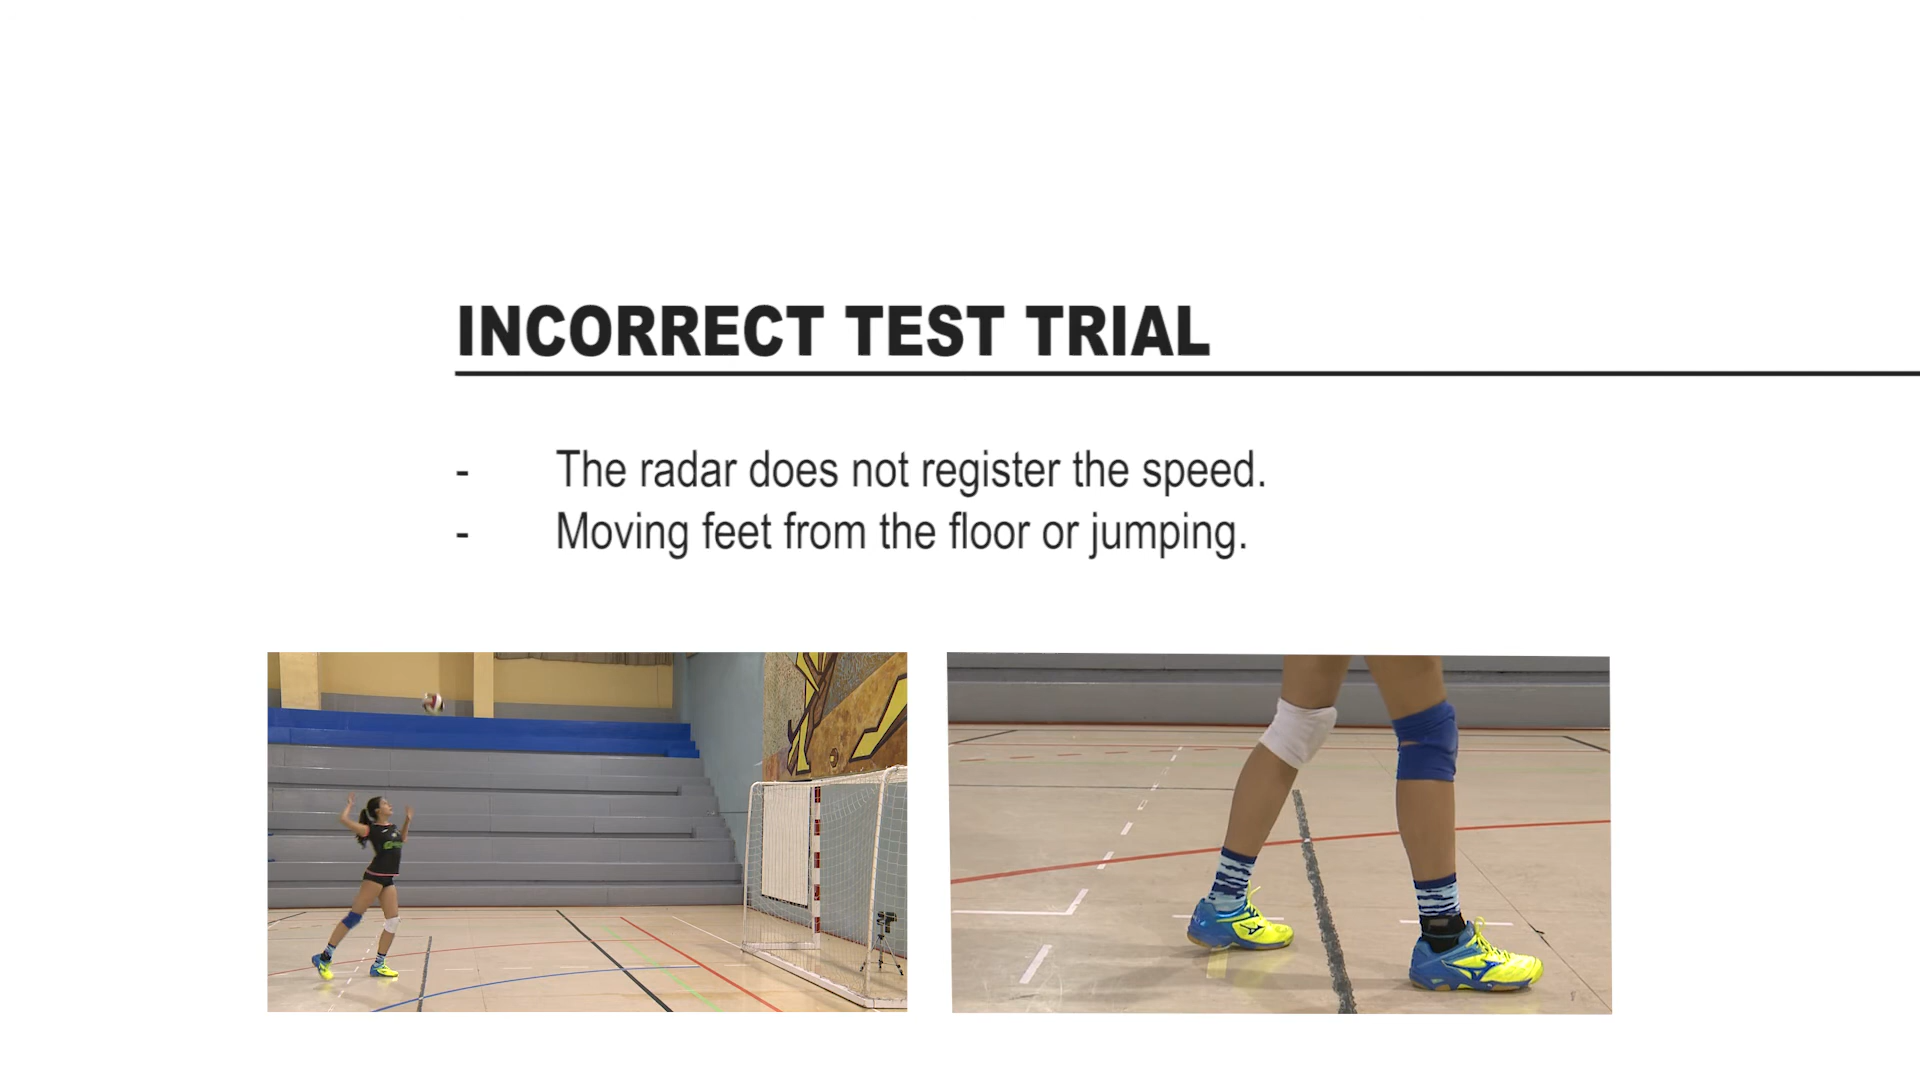 INCORRECT TEST TRIAL
- The radar does not register the speed.
- Moving feet from the floor or jumping.